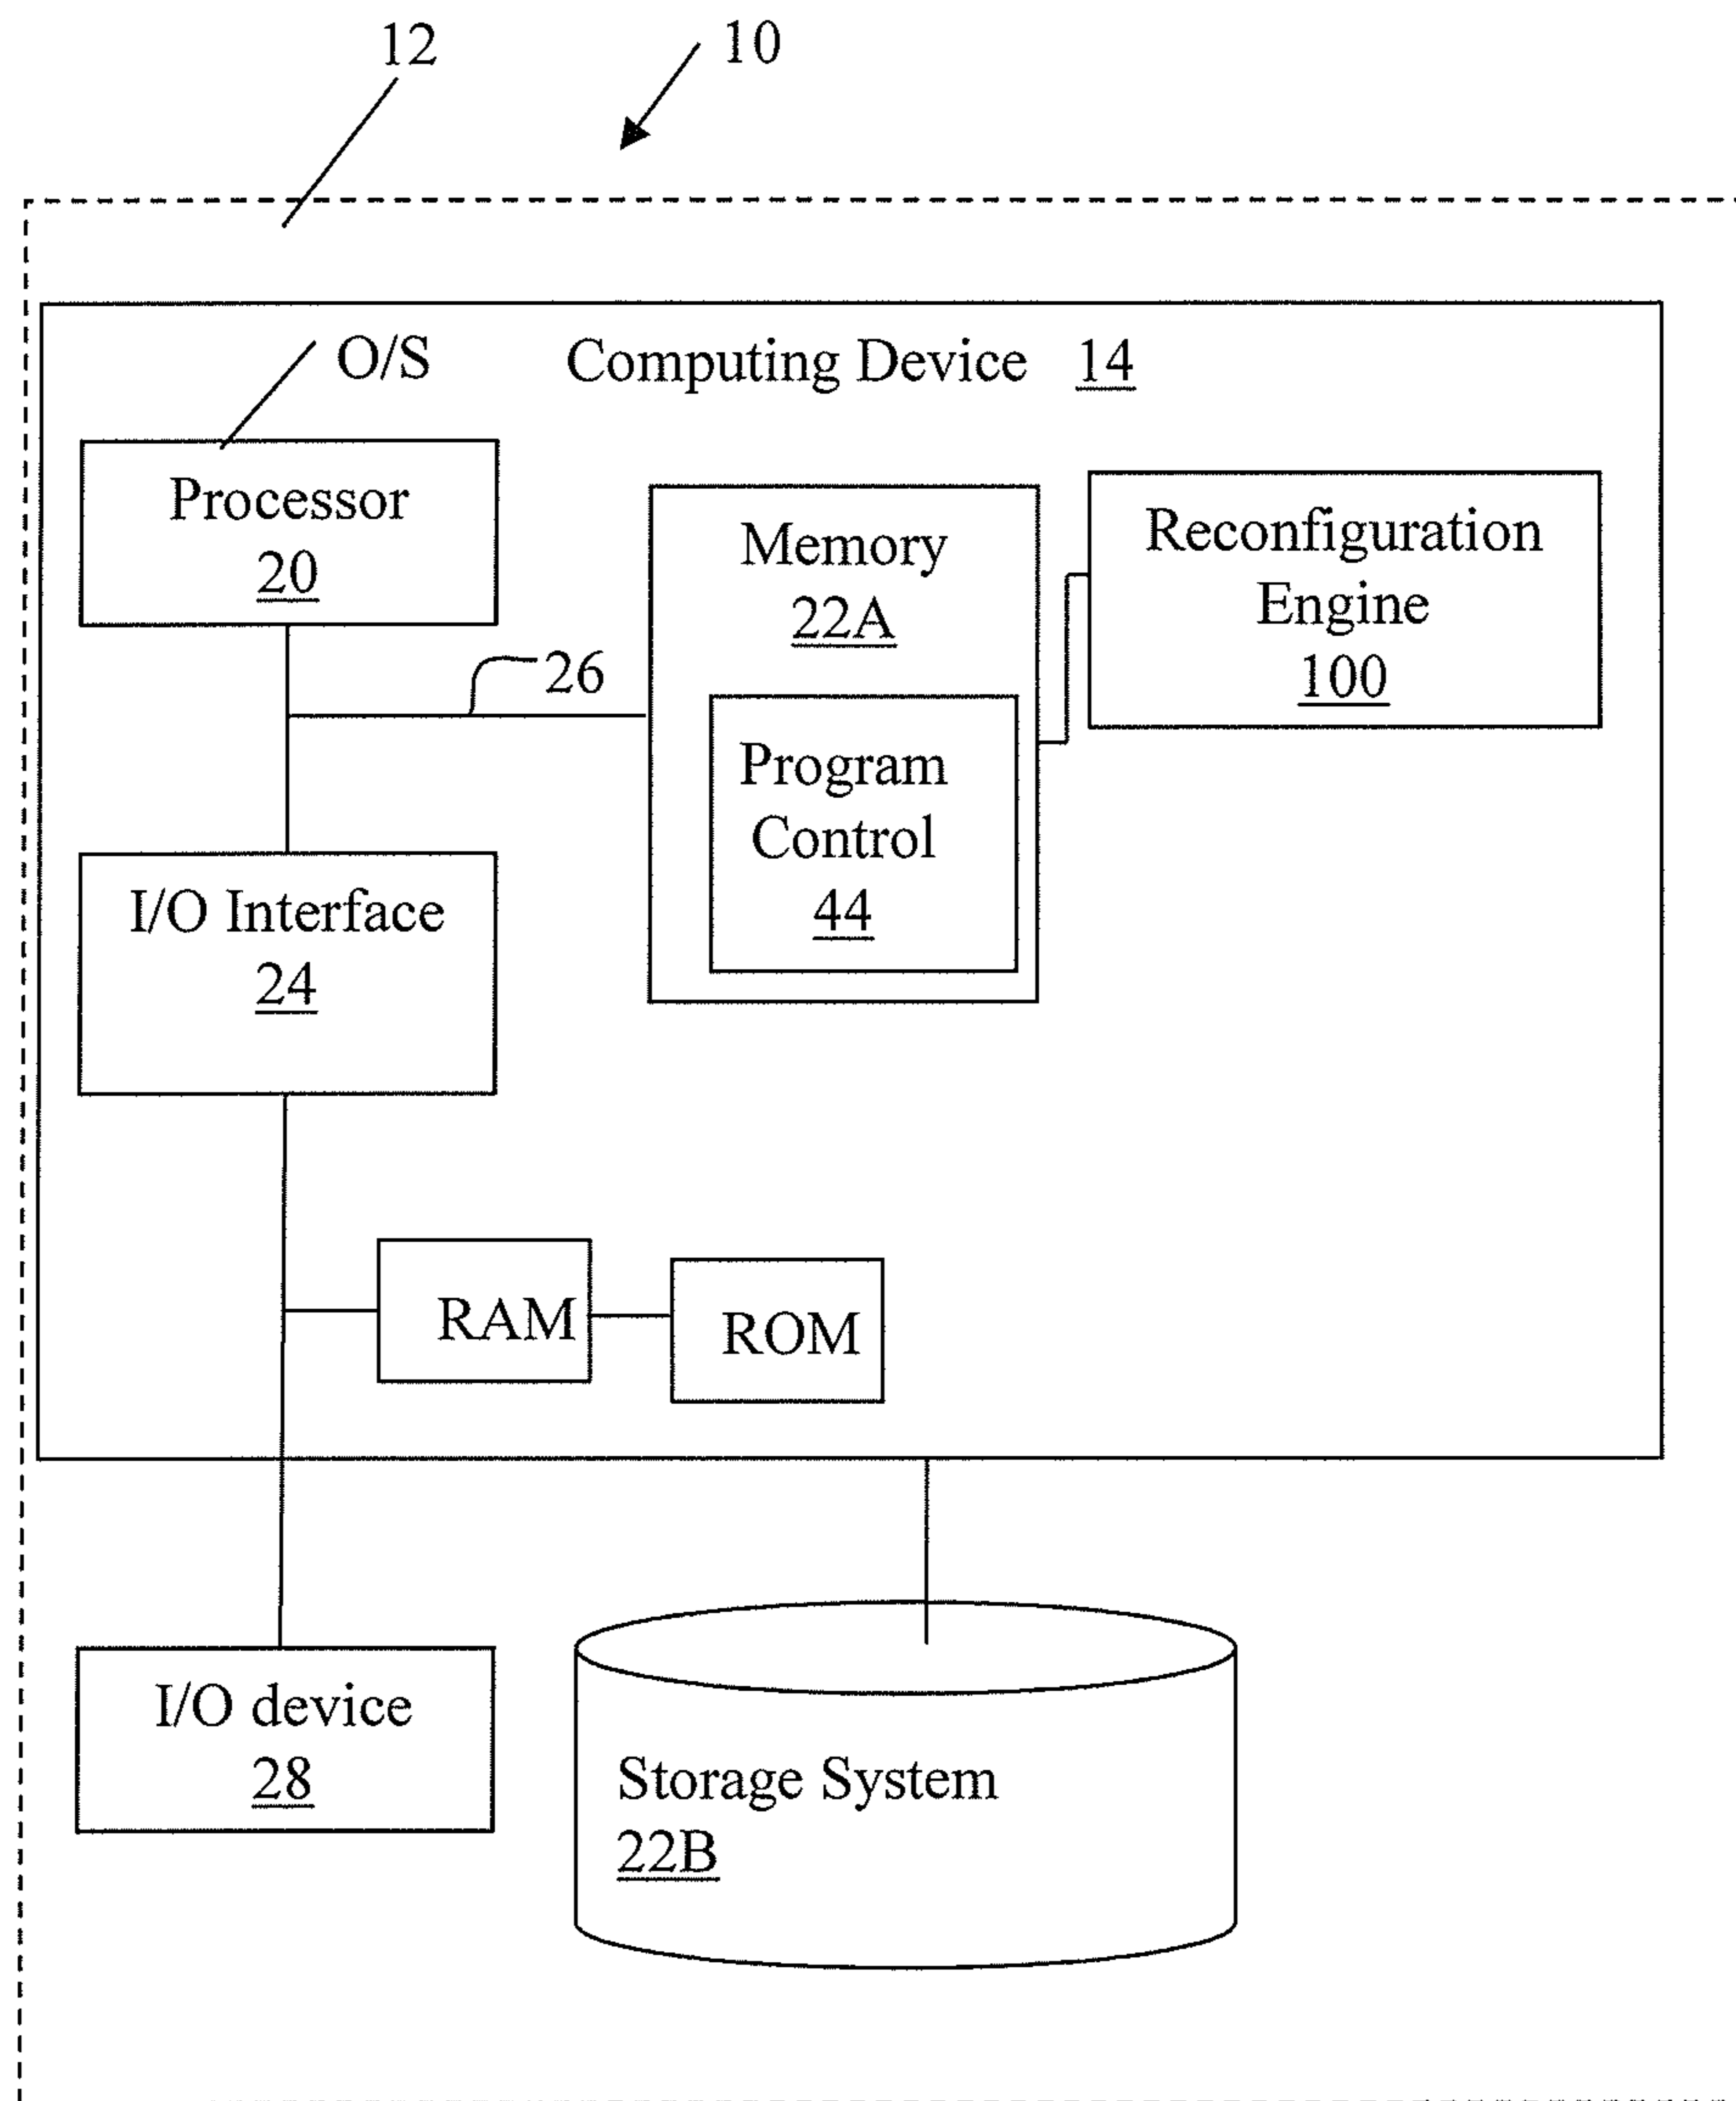 12
10
O/S
Computing Device 14
Processor
20
Memory
22A
Reconfiguration
Engine
100
26
Program
Control
44
I/O Interface
24
RAM
ROM
I/O device
28
Storage System
22B